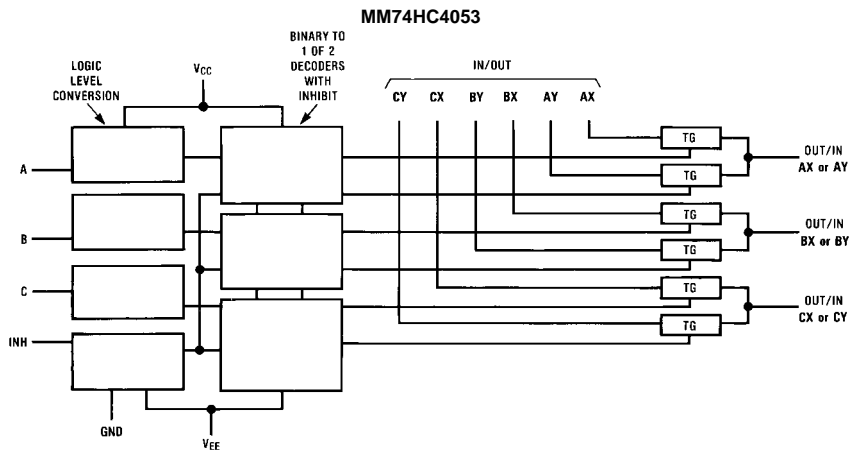 MM74HC4053
LOGIC
LEVEL
CONVERSION
VCC
BINARY TO
1 OF 2
DECODERS
WITH
INHIBIT
IN/OUT
CY CX BY BX AY AX
A
B
C
INH
GND
VEE
TG
TG
TG
TG
TG
TG
OUT/IN
AX or AY
OUT/IN
BX or BY
OUT/IN
CX or CY